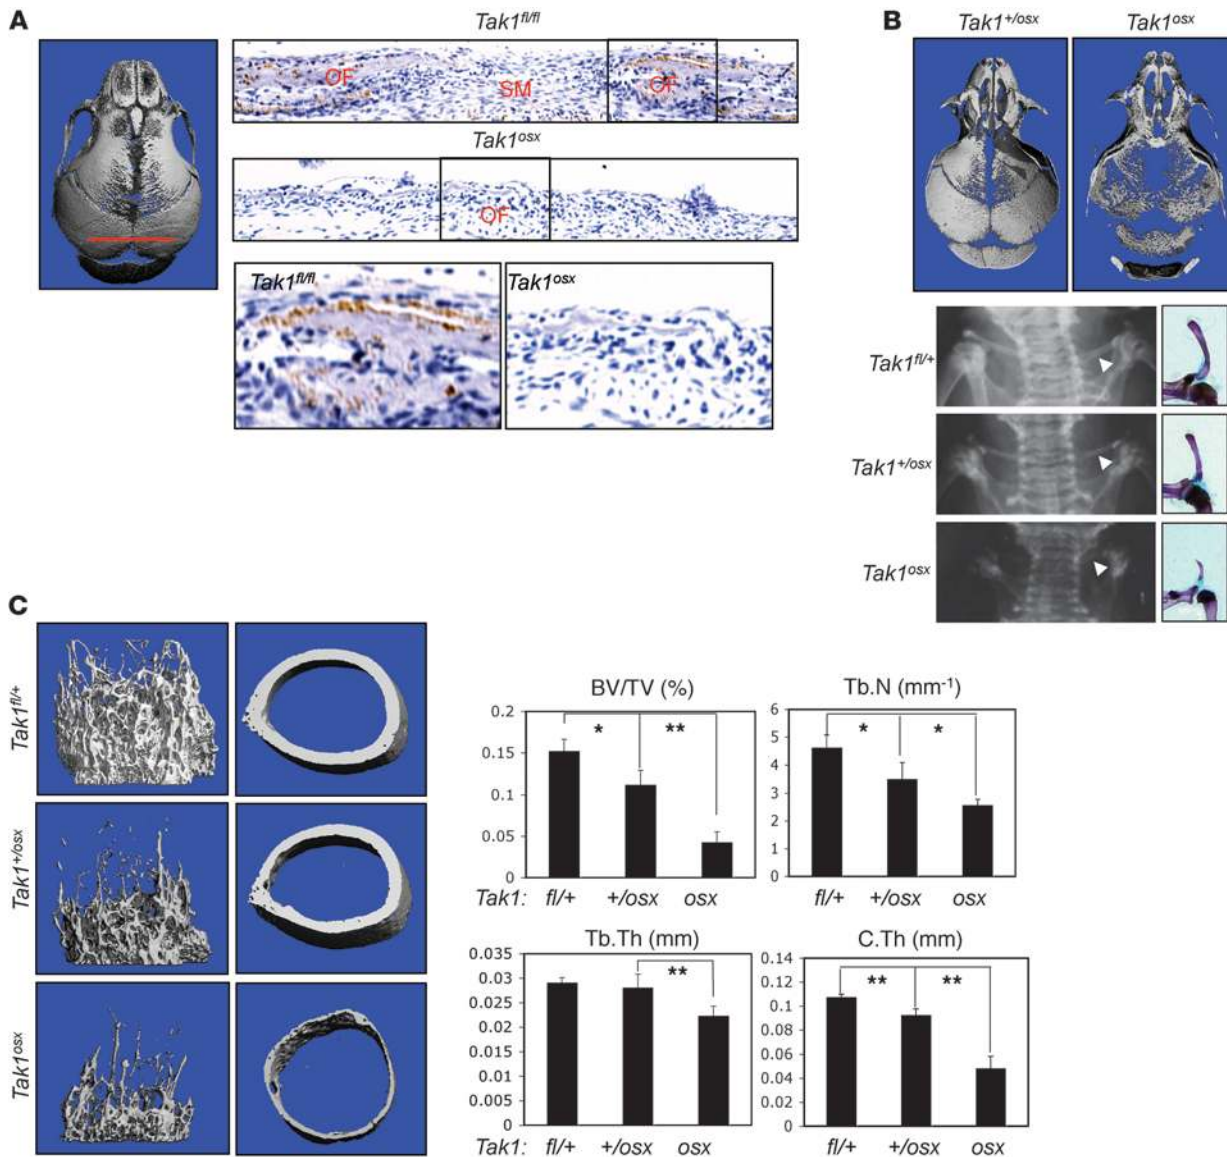 A
Tak1fl/fl
OF
SM
OF
Tak1osx
OF
Tak1fl/fl
Tak1osx
B
Tak1+/osx
Tak1osx
Tak1fl/+
Tak1+/osx
Tak1osx
C
Tak1fl/+
Tak1+/osx
Tak1osx
BV/TV (%)
0.2
0.15
0.1
0.05
0
*
**
Tak1: fl/+ +/osx osx
Tb.N (mm-1)
6
5
4
3
2
1
0
*
*
fl/+ +/osx osx
Tb.Th (mm)
0.035
0.03
0.025
0.02
0.015
0.01
0.005
0
**
Tak1: fl/+ +/osx osx
C.Th (mm)
0.14
0.12
0.1
0.08
0.06
0.04
0.02
0
**
**
fl/+ +/osx osx